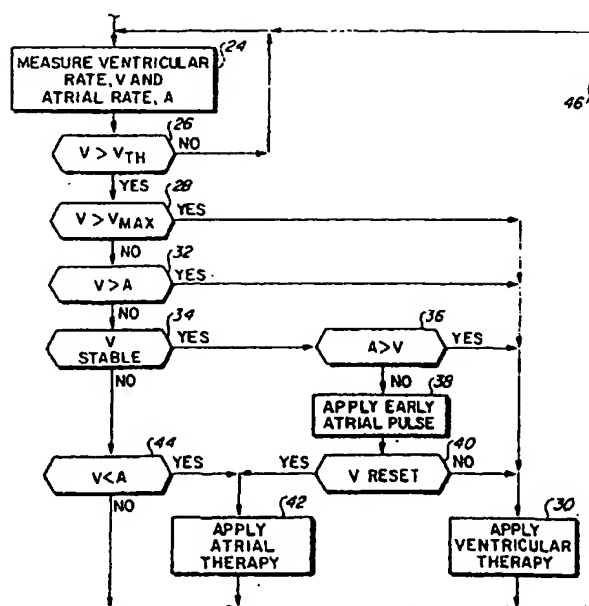 24
MEASURE VENTRICULAR
RATE, V AND
ATRIAL RATE, A
46
26
V > VTH
NO
YES
28
V > VMAX
YES
NO
32
V > A
YES
NO
34
V
STABLE
YES
NO
36
A>V
YES
NO
38
APPLY EARLY
ATRIAL PULSE
40
V RESET
YES
NO
44
V<A
YES
NO
42
APPLY
ATRIAL
THERAPY
30
APPLY
VENTRICULAR
THERAPY